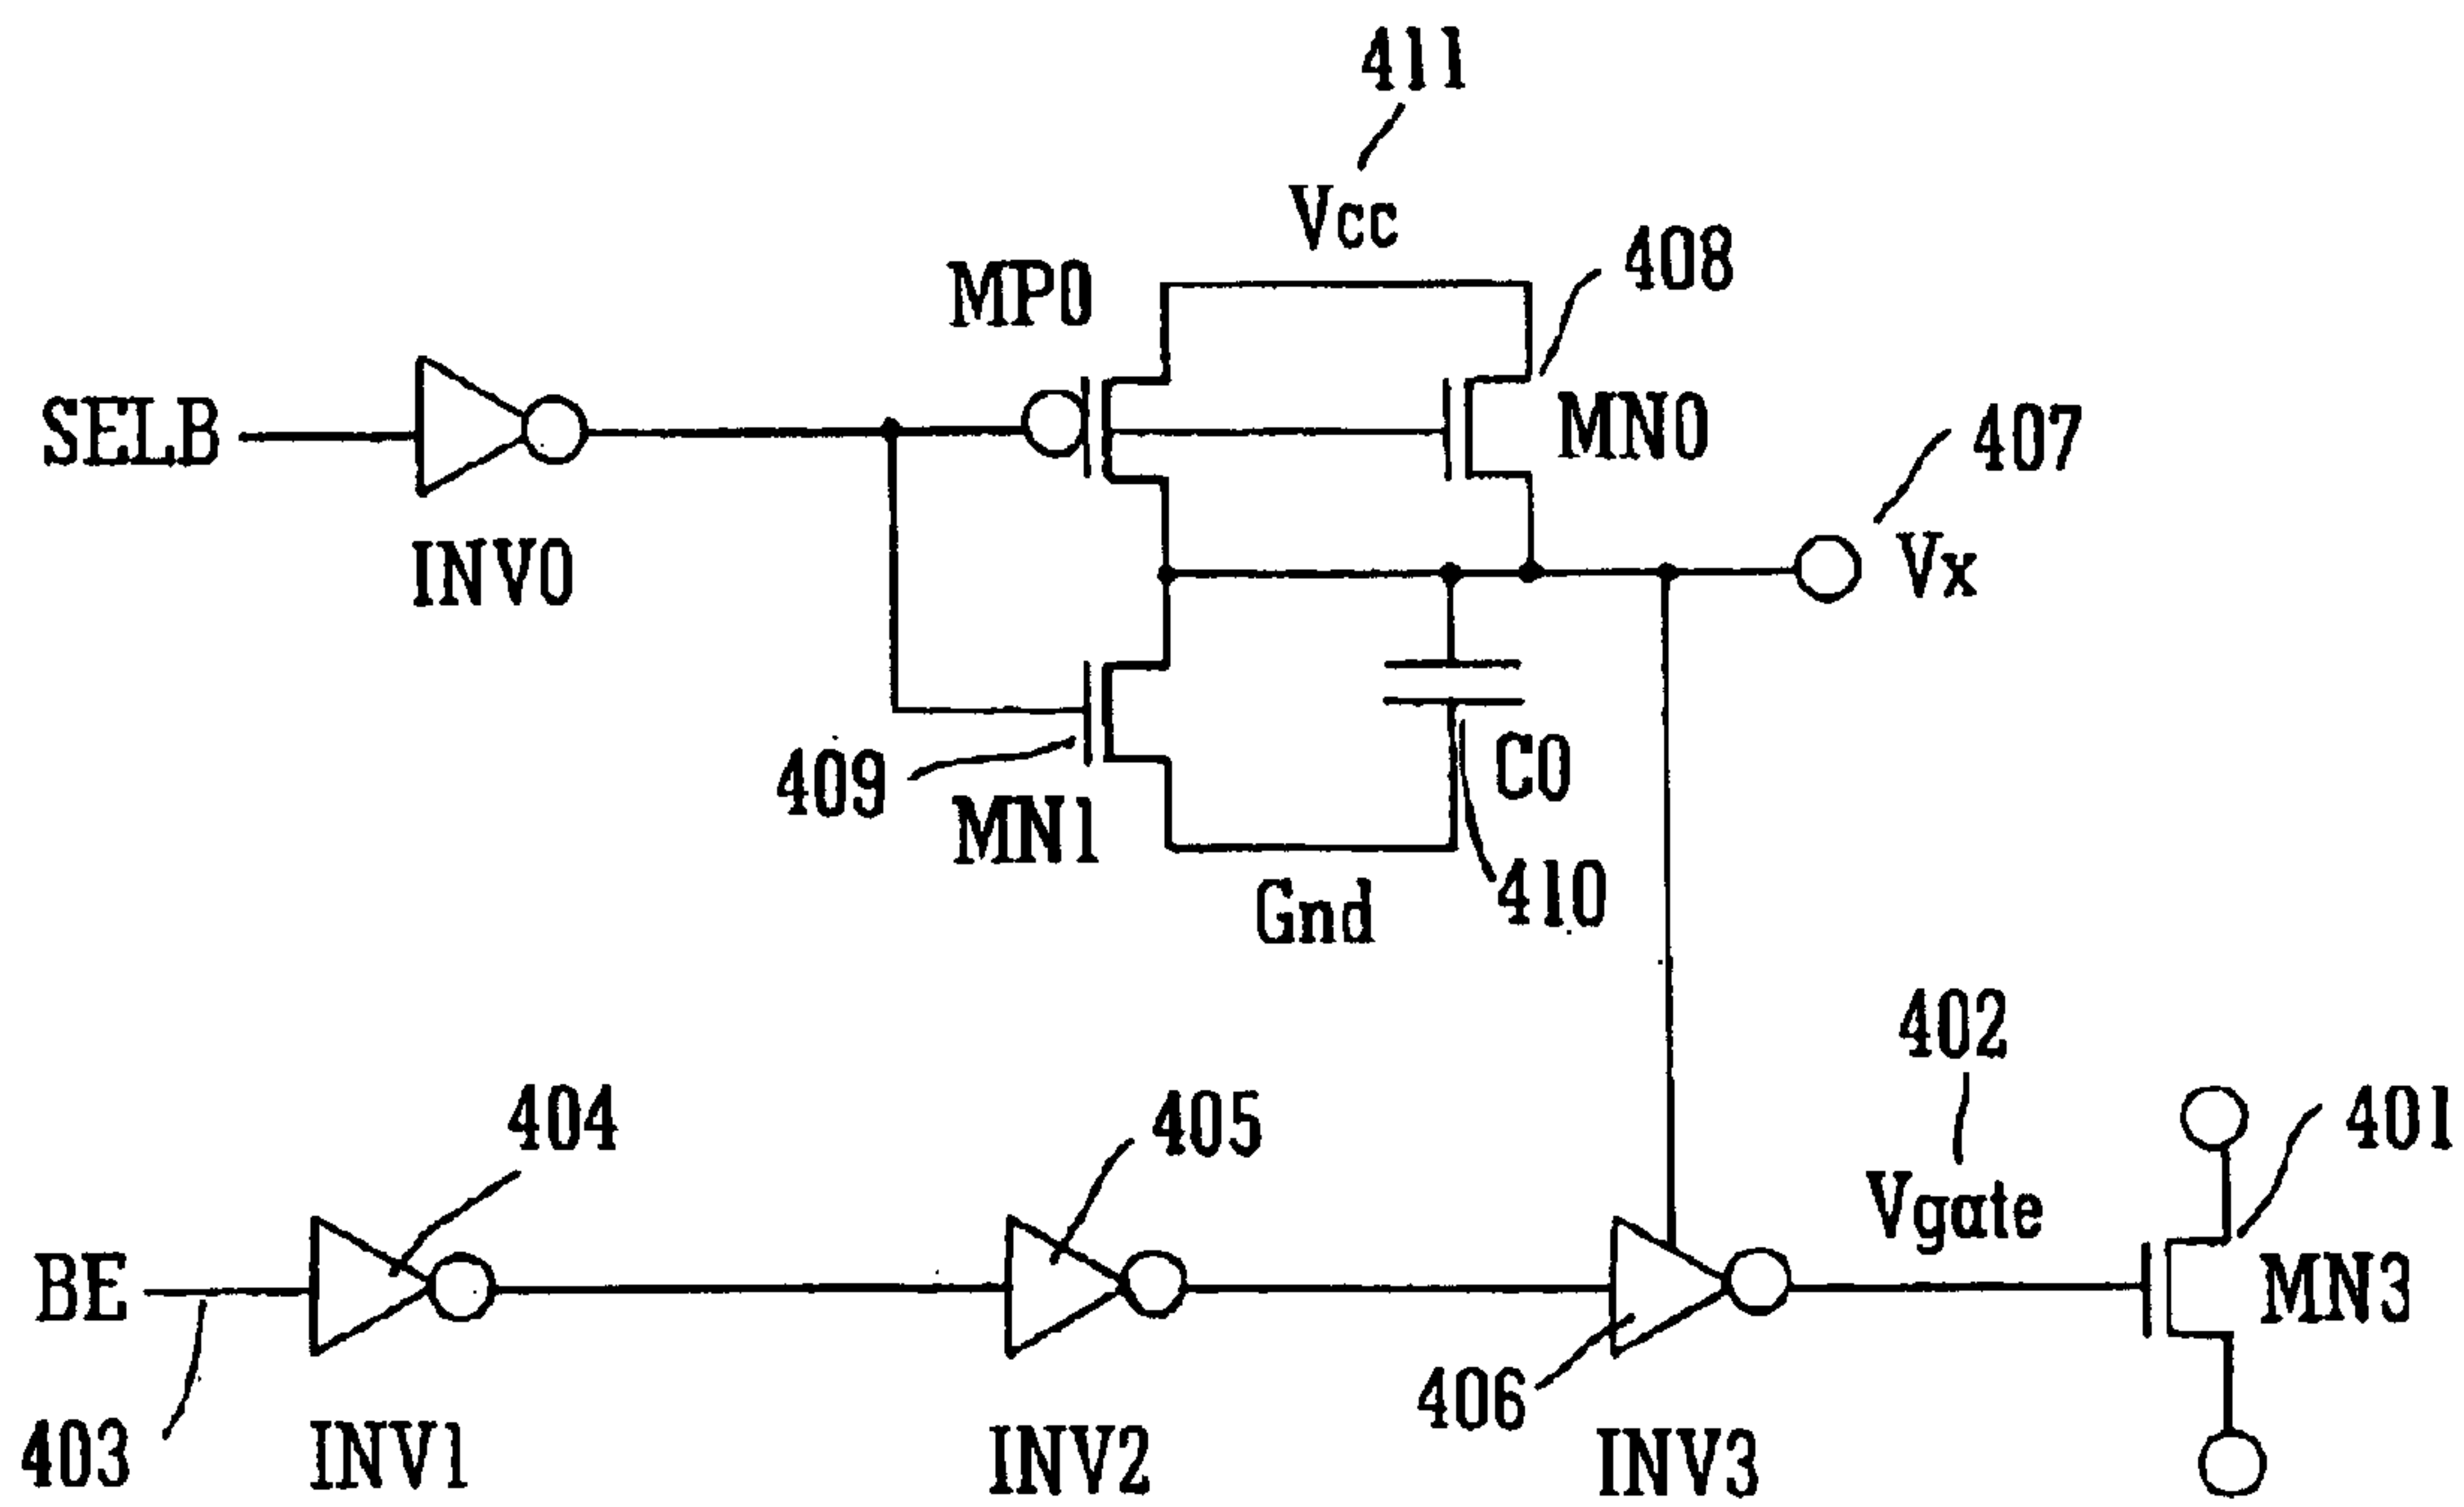 411
Vcc
408
MP0
SELB
MN0
407
INV0
Vx
409
MN1
C0
410
Gnd
402
404
405
401
Vgate
BE
MN3
406
403
INV1
INV2
INV3